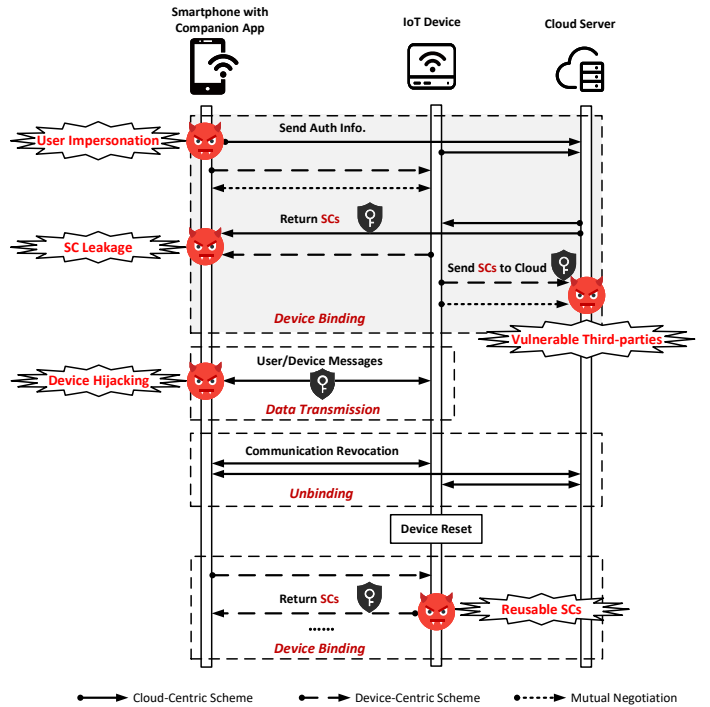 Smartphone with
Companion App
IoT Device
Cloud Server
User Impersonation
Send Auth Info.
Return SCs
SC Leakage
Send SCs to Cloud
Device Binding
Vulnerable Third-parties
User/Device Messages
Device Hijacking
Data Transmission
Communication Revocation
Unbinding
Device Reset
Return SCs
Reusable SCs
......
Device Binding
Cloud-Centric Scheme
Device-Centric Scheme
Mutual Negotiation